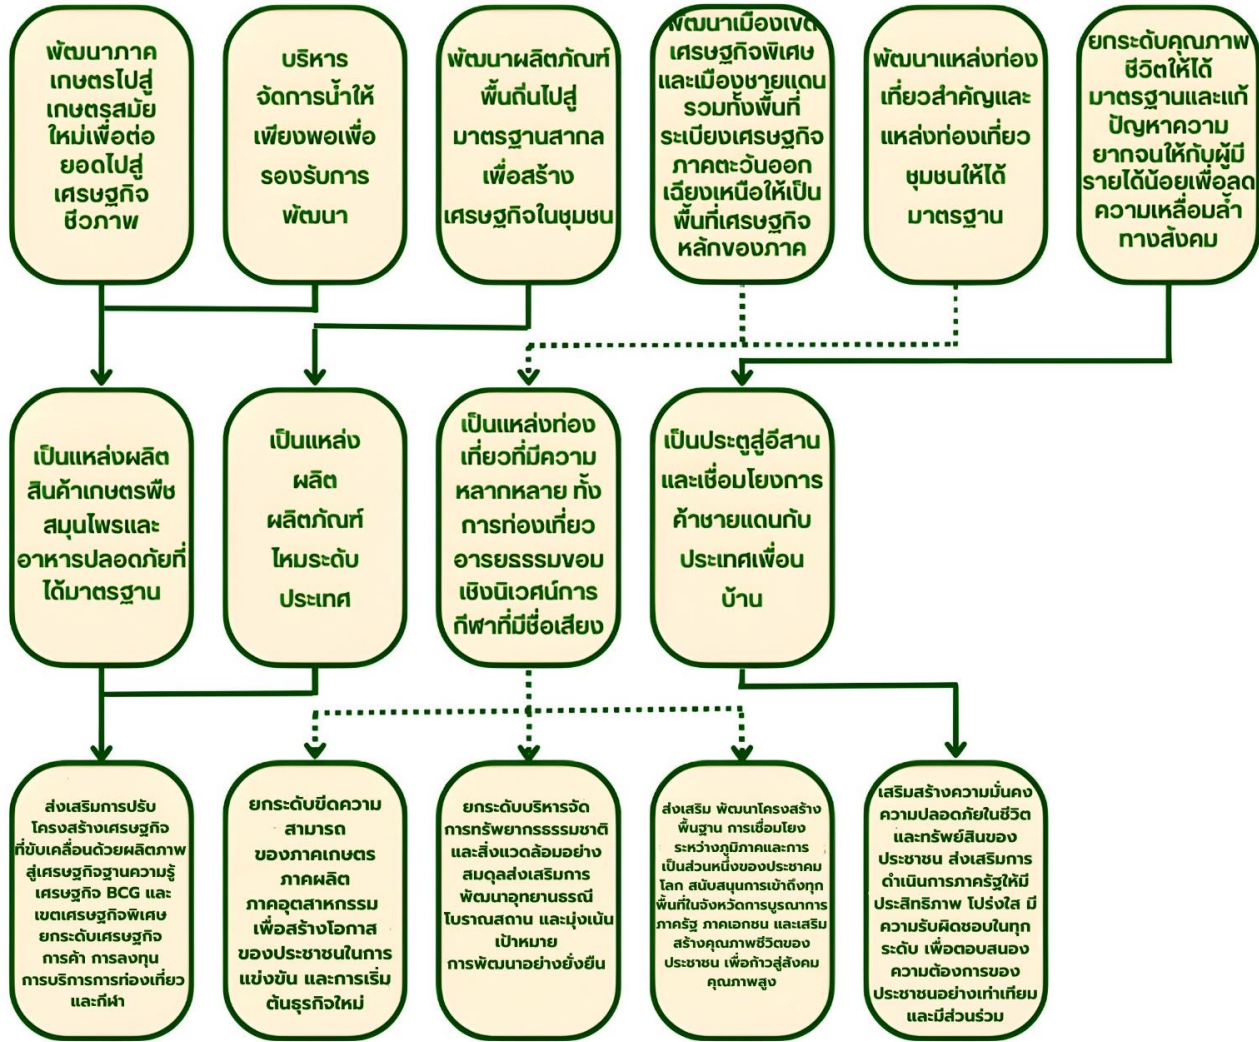 พัฒนาภาค
เกษตรไปสู่
เกษตรสมัย
ใหม่เพื่อต่อ
ยอดไปสู่
เศรษฐกิจ
ชีวภาพ
บริหาร
จัดการน้ำให้
เพียงพอเพื่อ
รองรับการ
พัฒนา
พัฒนาผลิตภัณฑ์
พื้นถิ่นไปสู่
มาตรฐานสากล
เพื่อสร้าง
เศรษฐกิจในชุมชน
พัฒนาเมืองเขต
เศรษฐกิจพิเศษ
และเมืองชายแดน
รวมทั้งพื้นที่
ระเบียงเศรษฐกิจ
ภาคตะวันออก
เฉียงเหนือให้เป็น
พื้นที่เศรษฐกิจ
หลักของภาค
พัฒนาแหล่งท่อง
เที่ยวสำคัญและ
แหล่งท่องเที่ยว
ชุมชนให้ได้
มาตรฐาน
ยกระดับคุณภาพ
ชีวิตให้ได้
มาตรฐานและแก้
ปัญหาความ
ยากจนให้กับผู้มี
รายได้น้อยเพื่อลด
ความเหลื่อมล้ำ
ทางสังคม
เป็นแหล่งผลิต
สินค้าเกษตรพืช
สมุนไพรและ
อาหารปลอดภัยที่
ได้มาตรฐาน
เป็นแหล่ง
ผลิต
ผลิตภัณฑ์
ไหมระดับ
ประเทศ
เป็นแหล่งท่อง
เที่ยวที่มีความ
หลากหลาย ทั้ง
การท่องเที่ยว
อารยธรรมขอม
เชิงนิเวศน์การ
กีฬาที่มีชื่อเสียง
เป็นประตูสู่อีสาน
และเชื่อมโยงการ
ค้าชายแดนกับ
ประเทศเพื่อน
บ้าน
ส่งเสริมการปรับ
โครงสร้างเศรษฐกิจ
ที่ขับเคลื่อนด้วยผลิตภาพ
สู่เศรษฐกิจฐานความรู้
เศรษฐกิจ BCG และ
เขตเศรษฐกิจพิเศษ
ยกระดับเศรษฐกิจ
การค้า การลงทุน
การบริการการท่องเที่ยว
และกีฬา
ยกระดับขีดความ
สามารถ
ของภาคเกษตร
ภาคผลิต
ภาคอุตสาหกรรม
เพื่อสร้างโอกาส
ของประชาชนในการ
แข่งขัน และการเริ่ม
ต้นธุรกิจใหม่
ยกระดับบริหารจัด
การทรัพยากรธรรมชาติ
และสิ่งแวดล้อมอย่าง
สมดุลส่งเสริมการ
พัฒนาอุทยานธรณี
โบราณสถาน และมุ่งเน้น
เป้าหมาย
การพัฒนาอย่างยั่งยืน
ส่งเสริม พัฒนาโครงสร้าง
พื้นฐาน การเชื่อมโยง
ระหว่างภูมิภาคและการ
เป็นส่วนหนึ่งของประชาคม
โลก สนับสนุนการเข้าถึงทุก
พื้นที่ในจังหวัดการบูรณาการ
ภาครัฐ ภาคเอกชน และเสริม
สร้างคุณภาพชีวิตของ
ประชาชน เพื่อก้าวสู่สังคม
คุณภาพสูง
เสริมสร้างความมั่นคง
ความปลอดภัยในชีวิต
และทรัพย์สินของ
ประชาชน ส่งเสริมการ
ดำเนินการภาครัฐให้มี
ประสิทธิภาพ โปร่งใส มี
ความรับผิดชอบในทุก
ระดับ เพื่อตอบสนอง
ความต้องการของ
ประชาชนอย่างเท่าเทียม
และมีส่วนร่วม